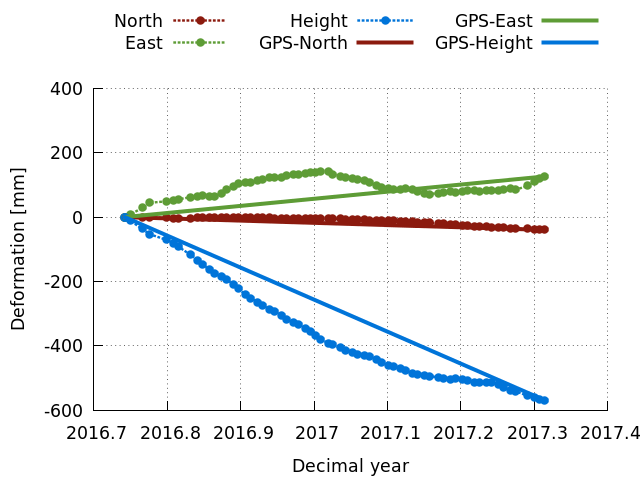 North Height GPS-East
East GPS-North GPS-Height
400
200
0
-200
-400
-600
Deformation [mm]
2016.7 2016.8 2016.9 2017 2017.1 2017.2 2017.3 2017.4
Decimal year